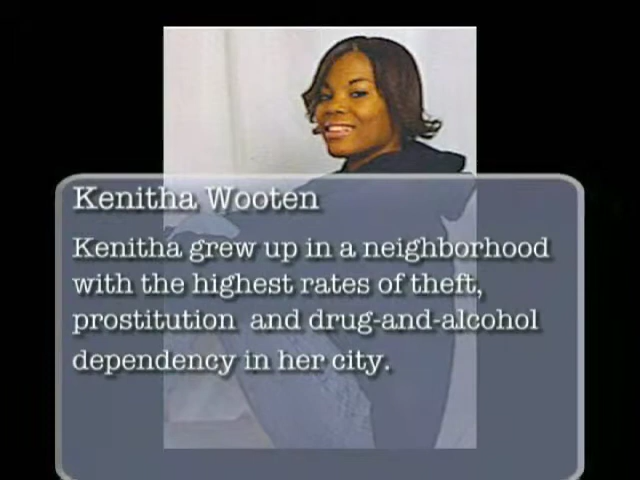 Kenitha Wooten
Kenitha grew up in a neighborhood
with the highest rates of theft,
prostitution and drug-and-alcohol
dependency in her city.